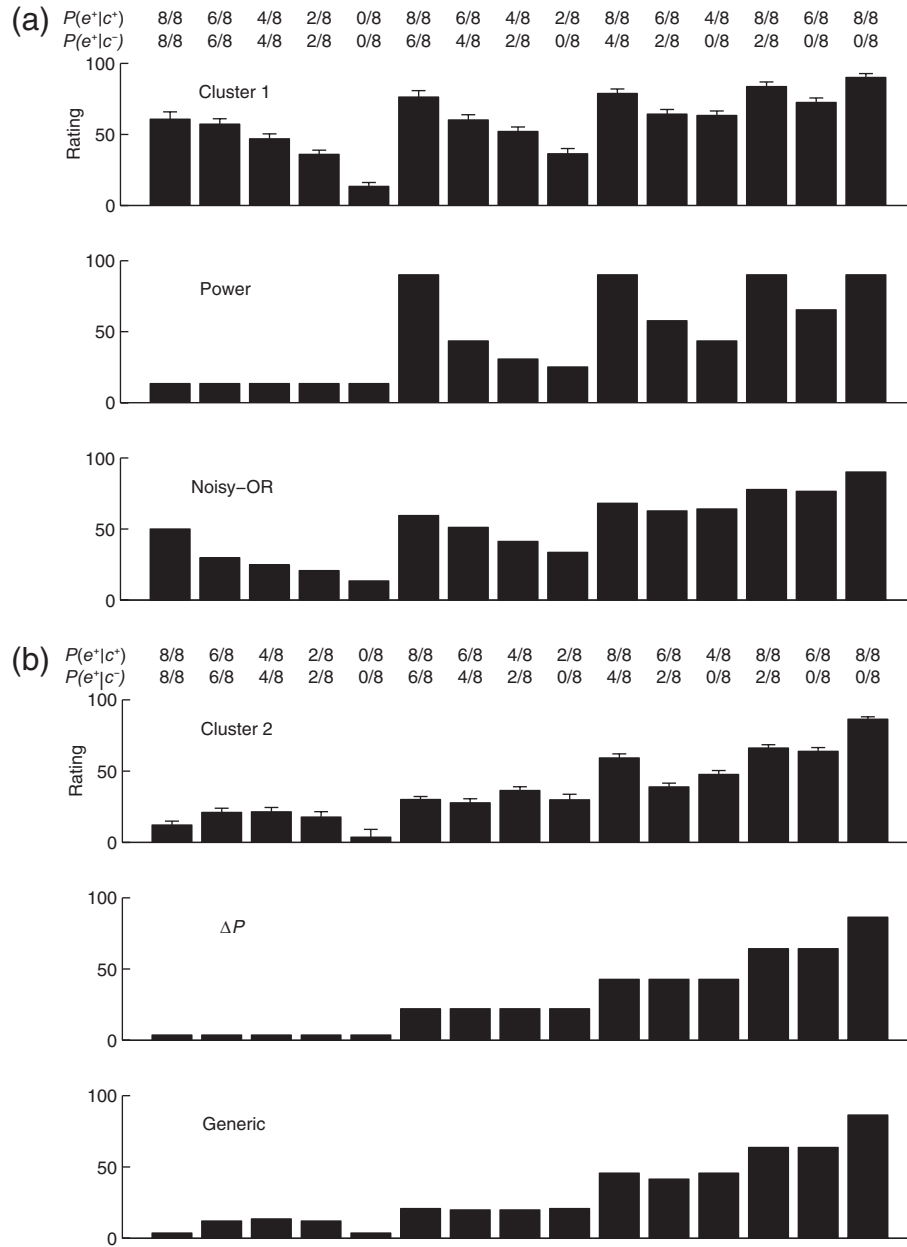 (a)
P(e⁺|c⁺) 8/8 6/8 4/8 2/8 0/8 8/8 6/8 4/8 2/8 8/8 6/8 4/8 8/8 6/8 8/8
P(e⁺|c⁻) 8/8 6/8 4/8 2/8 0/8 6/8 4/8 2/8 0/8 4/8 2/8 0/8 2/8 0/8 0/8
100
Cluster 1
Rating
50
0
100
Power
50
0
100
Noisy−OR
50
0
(b)
P(e⁺|c⁺) 8/8 6/8 4/8 2/8 0/8 8/8 6/8 4/8 2/8 8/8 6/8 4/8 8/8 6/8 8/8
P(e⁺|c⁻) 8/8 6/8 4/8 2/8 0/8 6/8 4/8 2/8 0/8 4/8 2/8 0/8 2/8 0/8 0/8
100
Cluster 2
Rating
50
0
100
ΔP
50
0
100
Generic
50
0